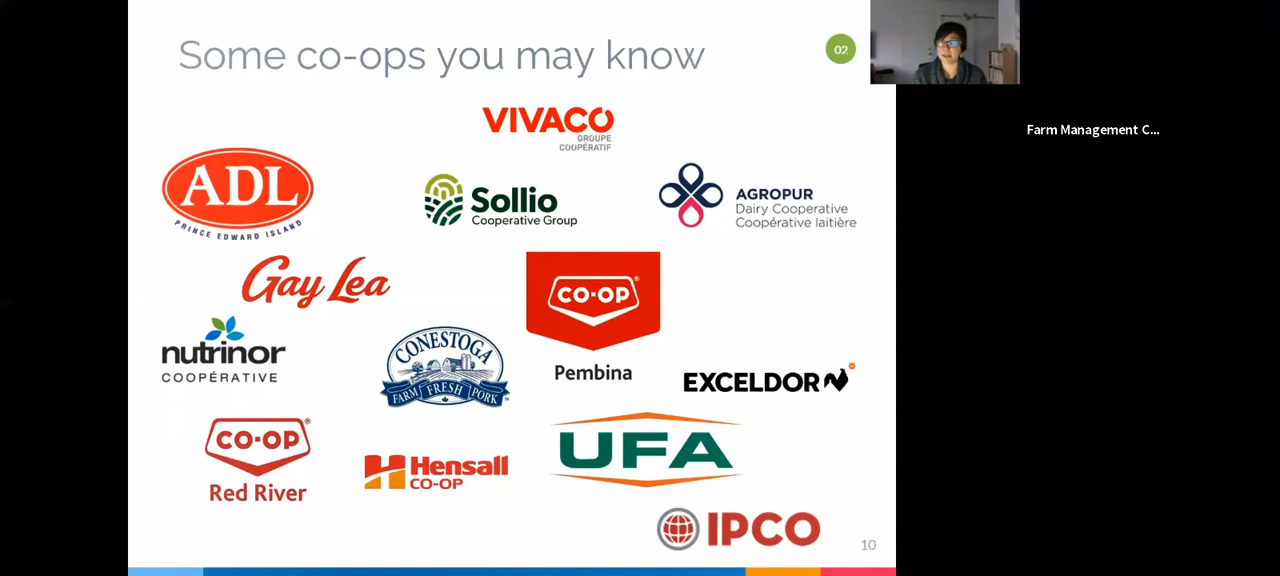 Some co-ops you may know
02
Farm Management C...
VIVACO
GROUPE
COOPÉRATIF
ADL
PRINCE EDWARD ISLAND
Sollio
Cooperative Group
AGROPUR
Dairy Cooperative
Coopérative laitière
Gay Lea
CO-OP
®
Pembina
nutrinor
COOPÉRATIVE
CONESTOGA
FARM FRESH PORK
TM
EXCELDOR
CO-OP
®
Red River
Hensall
CO-OP
UFA
IPCO
10